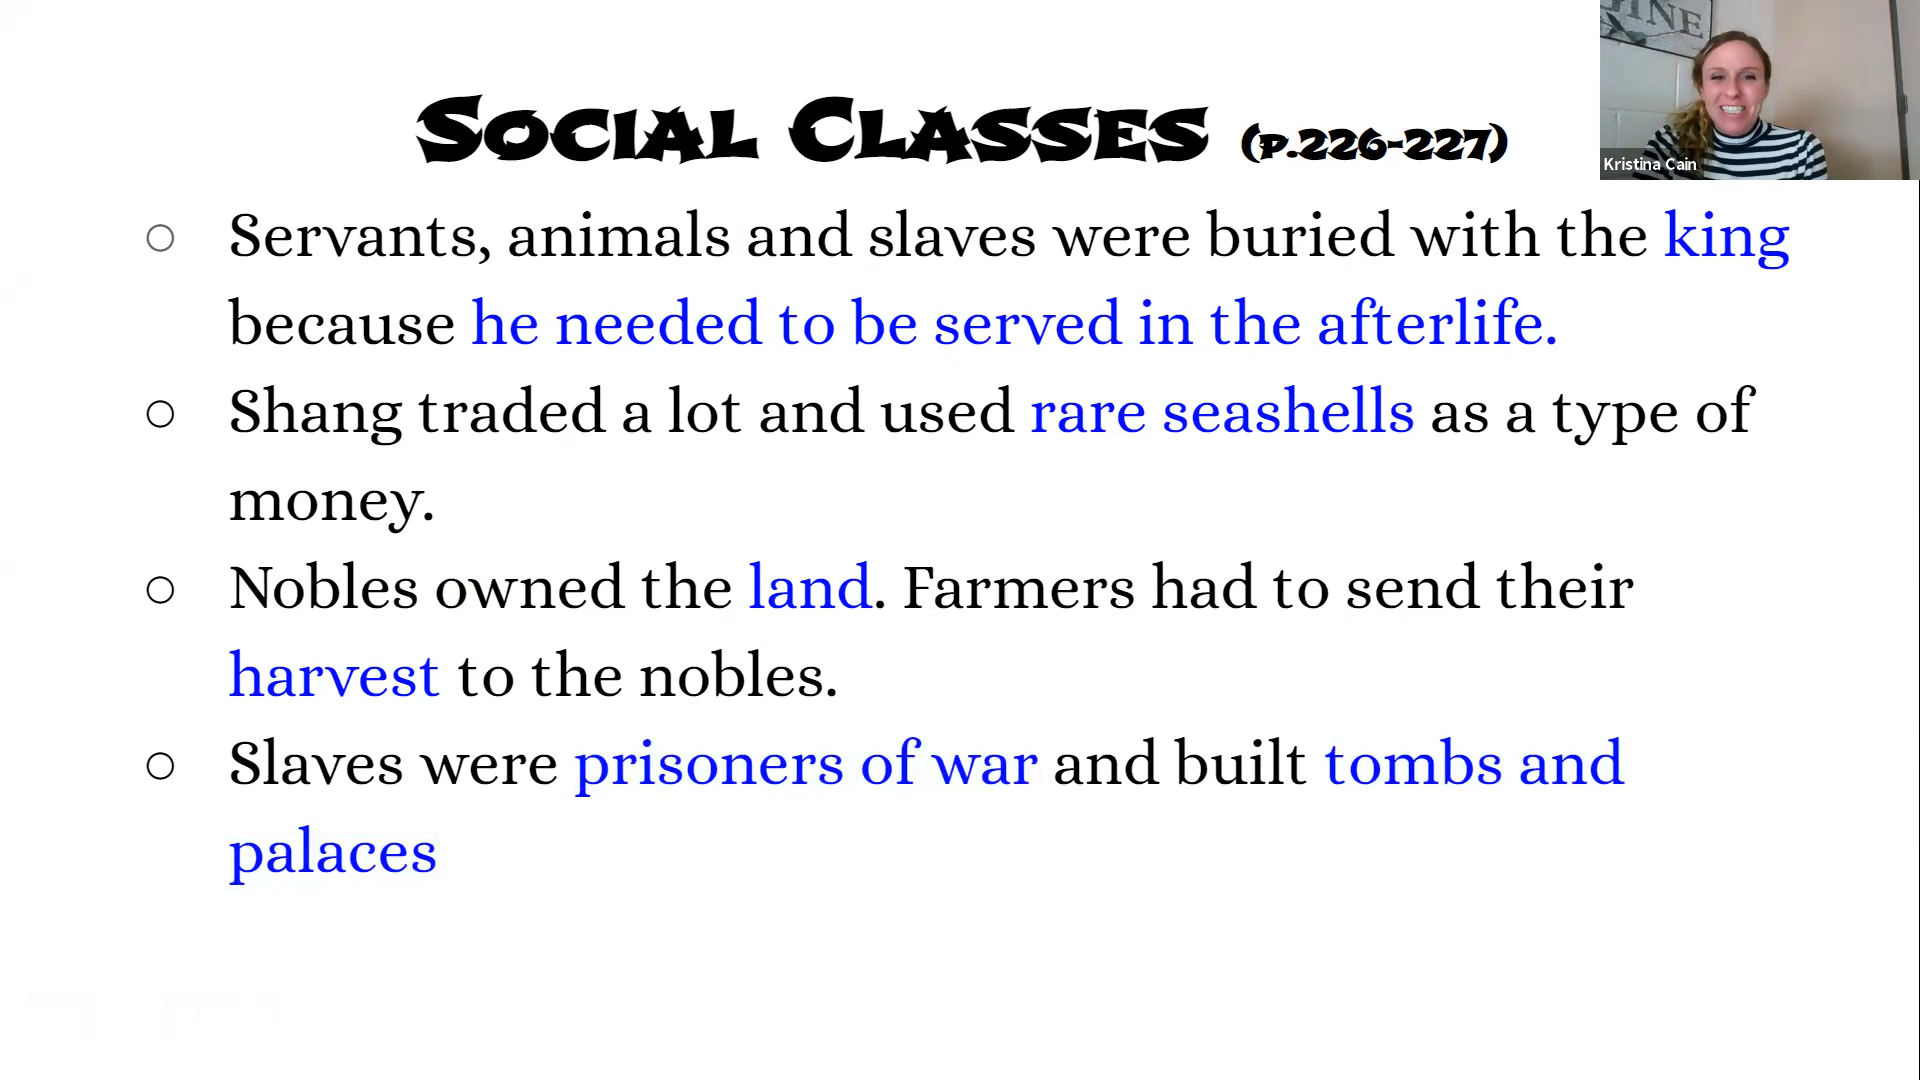 GINE
Social Classes (p.226-227)
Kristina Cain
○ Servants, animals and slaves were buried with the king
because he needed to be served in the afterlife.
○ Shang traded a lot and used rare seashells as a type of
money.
○ Nobles owned the land. Farmers had to send their
harvest to the nobles.
○ Slaves were prisoners of war and built tombs and
palaces